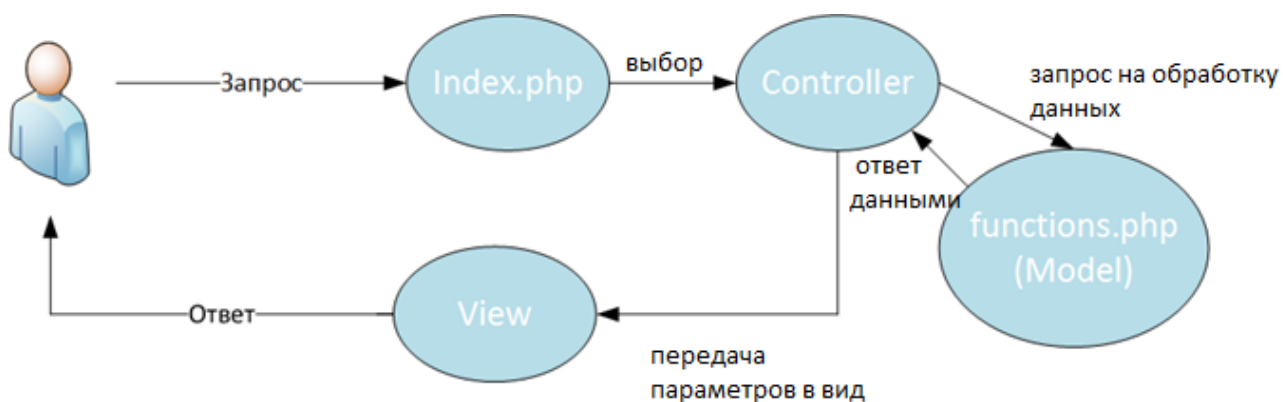 Запрос
Index.php
выбор
Controller
запрос на обработку
данных
ответ
данными
functions.php
(Model)
View
Ответ
передача
параметров в вид